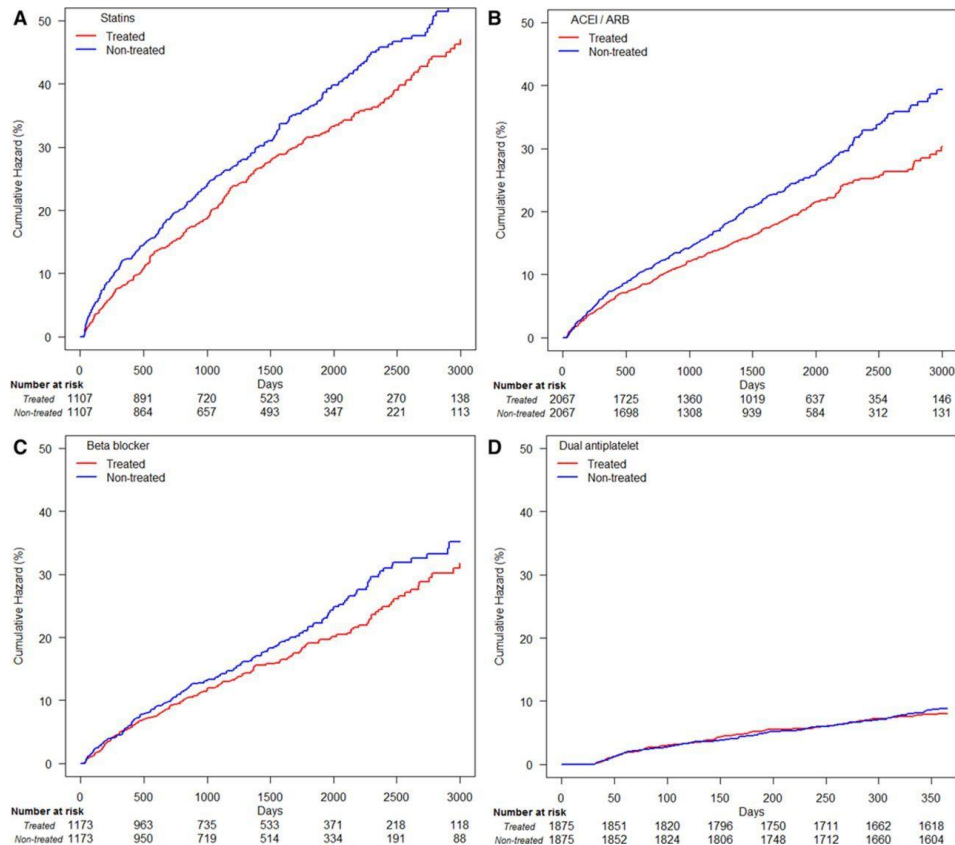 A
Statins
Treated
Non-treated
50
40
30
20
10
0
Cumulative Hazard (%)
0 500 1000 1500 2000 2500 3000
Days
Number at risk
Treated 1107 891 720 523 390 270 138
Non-treated 1107 864 657 493 347 221 113
B
ACEI / ARB
Treated
Non-treated
50
40
30
20
10
0
Cumulative Hazard (%)
0 500 1000 1500 2000 2500 3000
Days
Number at risk
Treated 2067 1725 1360 1019 637 354 146
Non-treated 2067 1698 1308 939 584 312 131
C
Beta blocker
Treated
Non-treated
50
40
30
20
10
0
Cumulative Hazard (%)
0 500 1000 1500 2000 2500 3000
Days
Number at risk
Treated 1173 963 735 533 371 218 118
Non-treated 1173 950 719 514 334 191 88
D
Dual antiplatelet
Treated
Non-treated
50
40
30
20
10
0
Cumulative Hazard (%)
0 50 100 150 200 250 300 350
Days
Number at risk
Treated 1875 1851 1820 1796 1750 1711 1662 1618
Non-treated 1875 1852 1824 1806 1748 1712 1660 1604